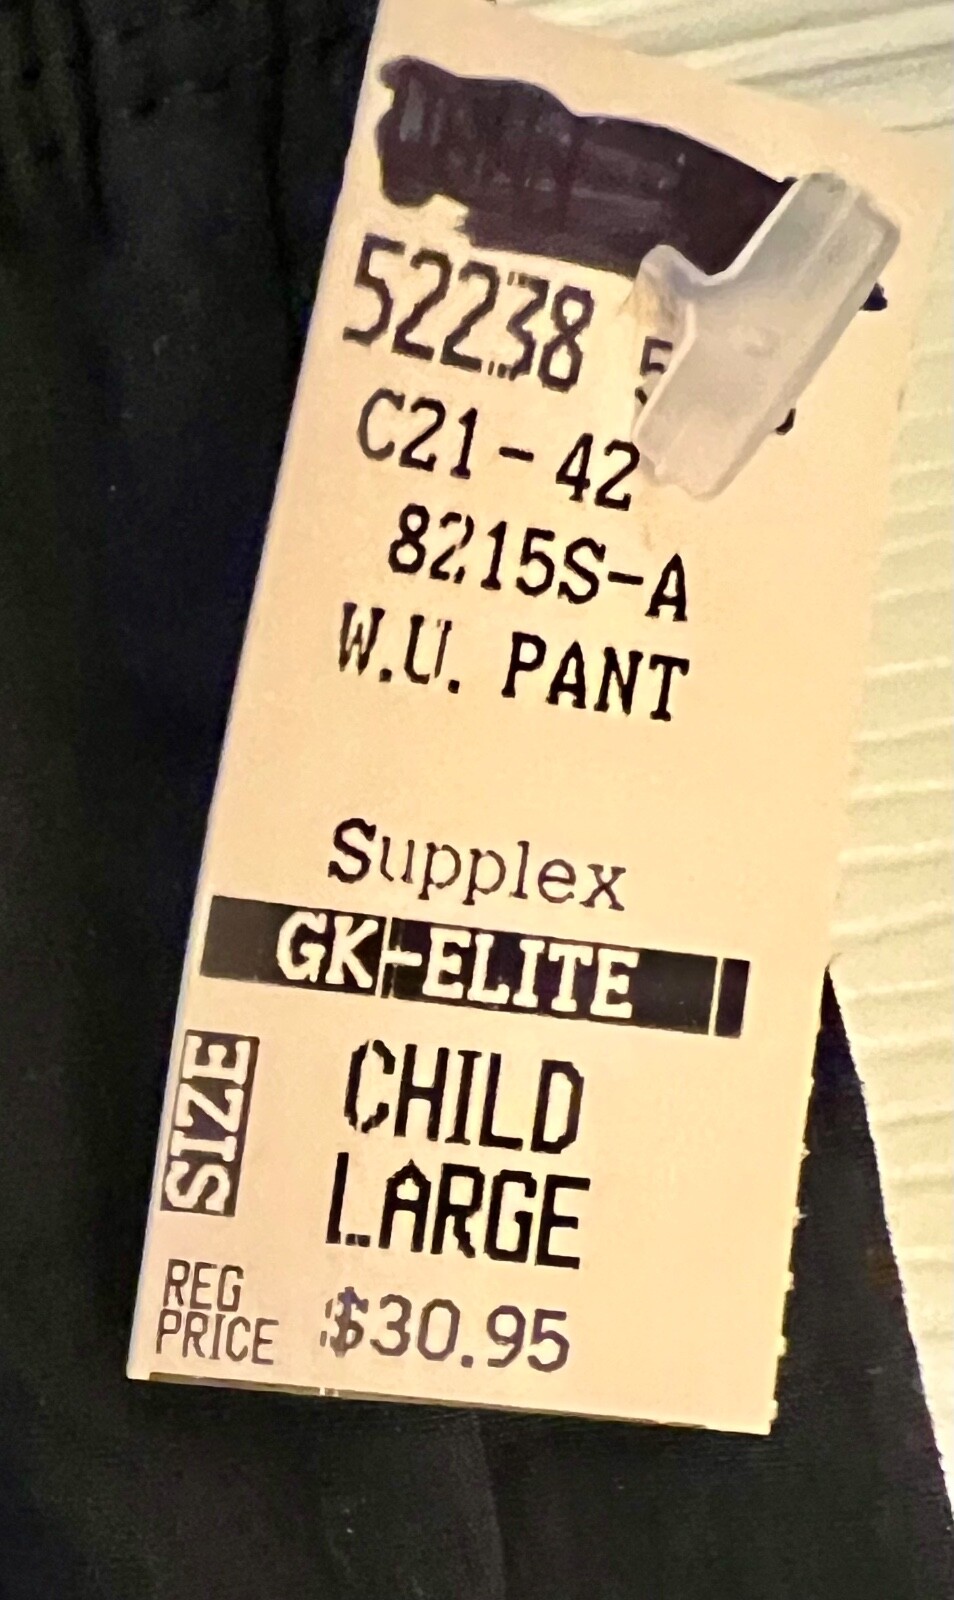 52238
C21-42
8215S-A
W.U. PANT
Supplex
GK-ELITE
SIZE
CHILD
LARGE
REG
PRICE $30.95